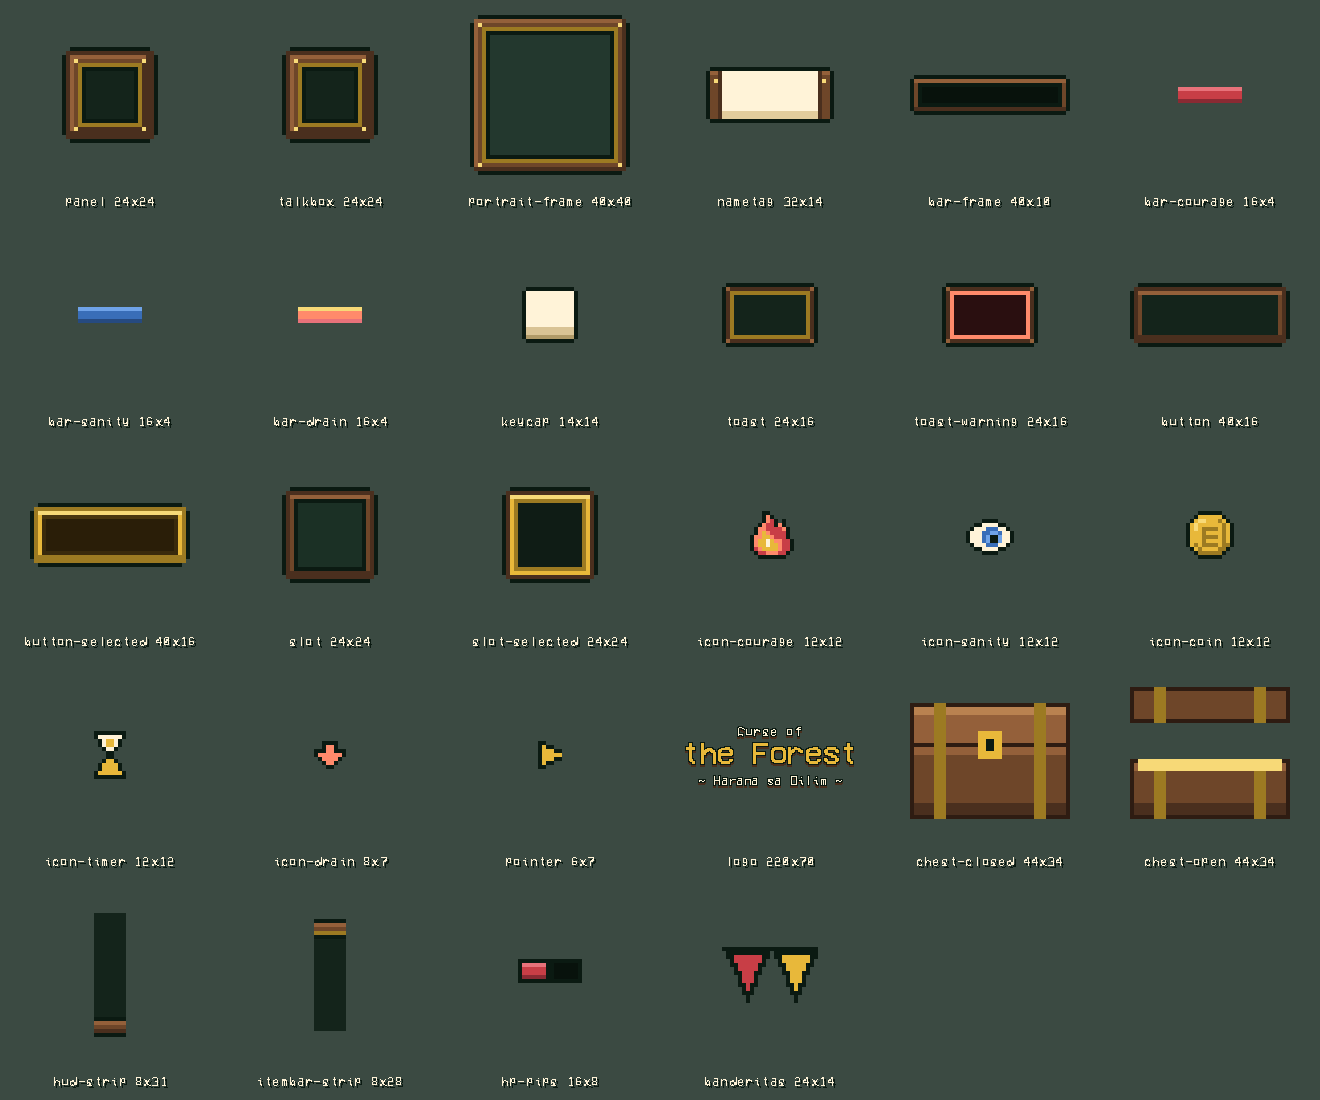 panel 24x24
talkbox 24x24
portrait-frame 40x40
nametag 32x14
bar-frame 40x10
bar-courage 16x4
bar-sanity 16x4
bar-drain 16x4
keycap 14x14
toast 24x16
toast-warning 24x16
button 40x16
E
button-selected 40x16
slot 24x24
slot-selected 24x24
icon-courage 12x12
icon-sanity 12x12
icon-coin 12x12
Curse of
the Forest
~ Harana sa Dilim ~
icon-timer 12x12
icon-drain 8x7
pointer 6x7
logo 220x70
chest-closed 44x34
chest-open 44x34
hud-strip 8x31
itembar-strip 8x28
hp-pips 16x8
banderitas 24x14